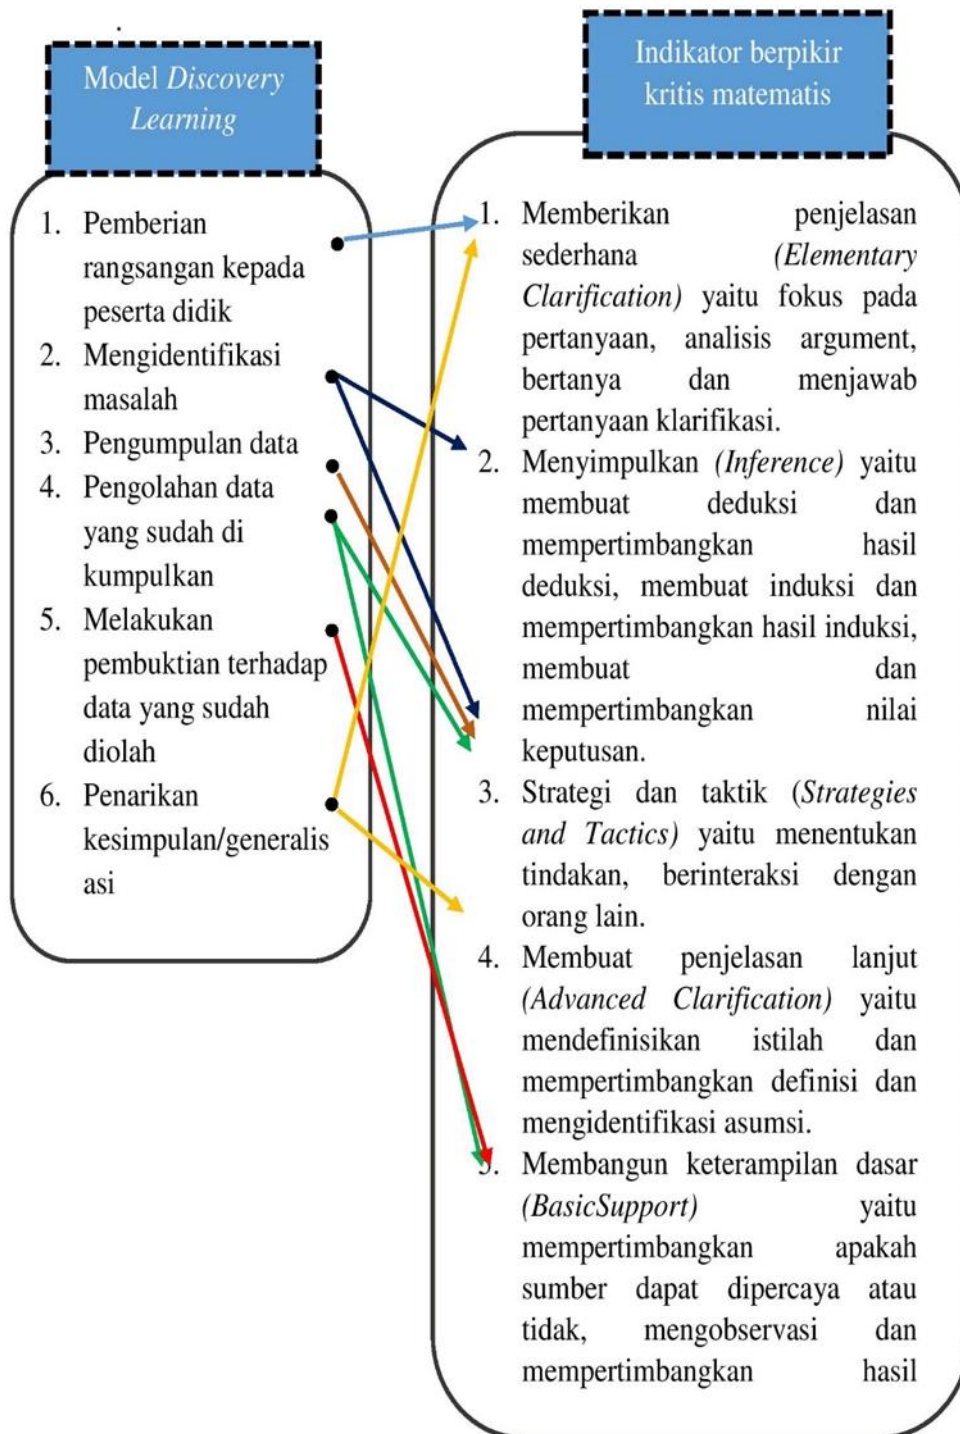 Model Discovery
Learning
1. Pemberian
rangsangan kepada
peserta didik
2. Mengidentifikasi
masalah
3. Pengumpulan data
4. Pengolahan data
yang sudah di
kumpulkan
5. Melakukan
pembuktian terhadap
data yang sudah
diolah
6. Penarikan
kesimpulan/generalis
asi
Indikator berpikir
kritis matematis
1. Memberikan penjelasan
sederhana (Elementary
Clarification) yaitu fokus pada
pertanyaan, analisis argument,
bertanya dan menjawab
pertanyaan klarifikasi.
2. Menyimpulkan (Inference) yaitu
membuat deduksi dan
mempertimbangkan hasil
deduksi, membuat induksi dan
mempertimbangkan hasil induksi,
membuat dan
mempertimbangkan nilai
keputusan.
3. Strategi dan taktik (Strategies
and Tactics) yaitu menentukan
tindakan, berinteraksi dengan
orang lain.
4. Membuat penjelasan lanjut
(Advanced Clarification) yaitu
mendefinisikan istilah dan
mempertimbangkan definisi dan
mengidentifikasi asumsi.
5. Membangun keterampilan dasar
(BasicSupport) yaitu
mempertimbangkan apakah
sumber dapat dipercaya atau
tidak, mengobservasi dan
mempertimbangkan hasil